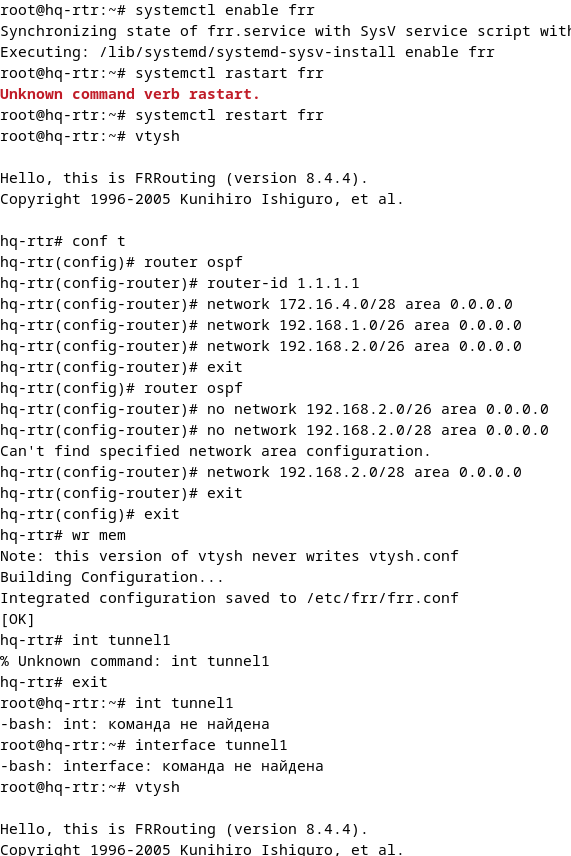 root@hq-rtr:~# systemctl enable frr
Synchronizing state of frr.service with SysV service script with
Executing: /lib/systemd/systemd-sysv-install enable frr
root@hq-rtr:~# systemctl rastart frr
Unknown command verb rastart.
root@hq-rtr:~# systemctl restart frr
root@hq-rtr:~# vtysh
Hello, this is FRRouting (version 8.4.4).
Copyright 1996-2005 Kunihiro Ishiguro, et al.
hq-rtr# conf t
hq-rtr(config)# router ospf
hq-rtr(config-router)# router-id 1.1.1.1
hq-rtr(config-router)# network 172.16.4.0/28 area 0.0.0.0
hq-rtr(config-router)# network 192.168.1.0/26 area 0.0.0.0
hq-rtr(config-router)# network 192.168.2.0/26 area 0.0.0.0
hq-rtr(config-router)# exit
hq-rtr(config)# router ospf
hq-rtr(config-router)# no network 192.168.2.0/26 area 0.0.0.0
hq-rtr(config-router)# no network 192.168.2.0/28 area 0.0.0.0
Can't find specified network area configuration.
hq-rtr(config-router)# network 192.168.2.0/28 area 0.0.0.0
hq-rtr(config-router)# exit
hq-rtr(config)# exit
hq-rtr# wr mem
Note: this version of vtysh never writes vtysh.conf
Building Configuration...
Integrated configuration saved to /etc/frr/frr.conf
[OK]
hq-rtr# int tunnel1
% Unknown command: int tunnel1
hq-rtr# exit
root@hq-rtr:~# int tunnel1
-bash: int: команда не найдена
root@hq-rtr:~# interface tunnel1
-bash: interface: команда не найдена
root@hq-rtr:~# vtysh
Hello, this is FRRouting (version 8.4.4).
Copyright 1996-2005 Kunihiro Ishiguro, et al.